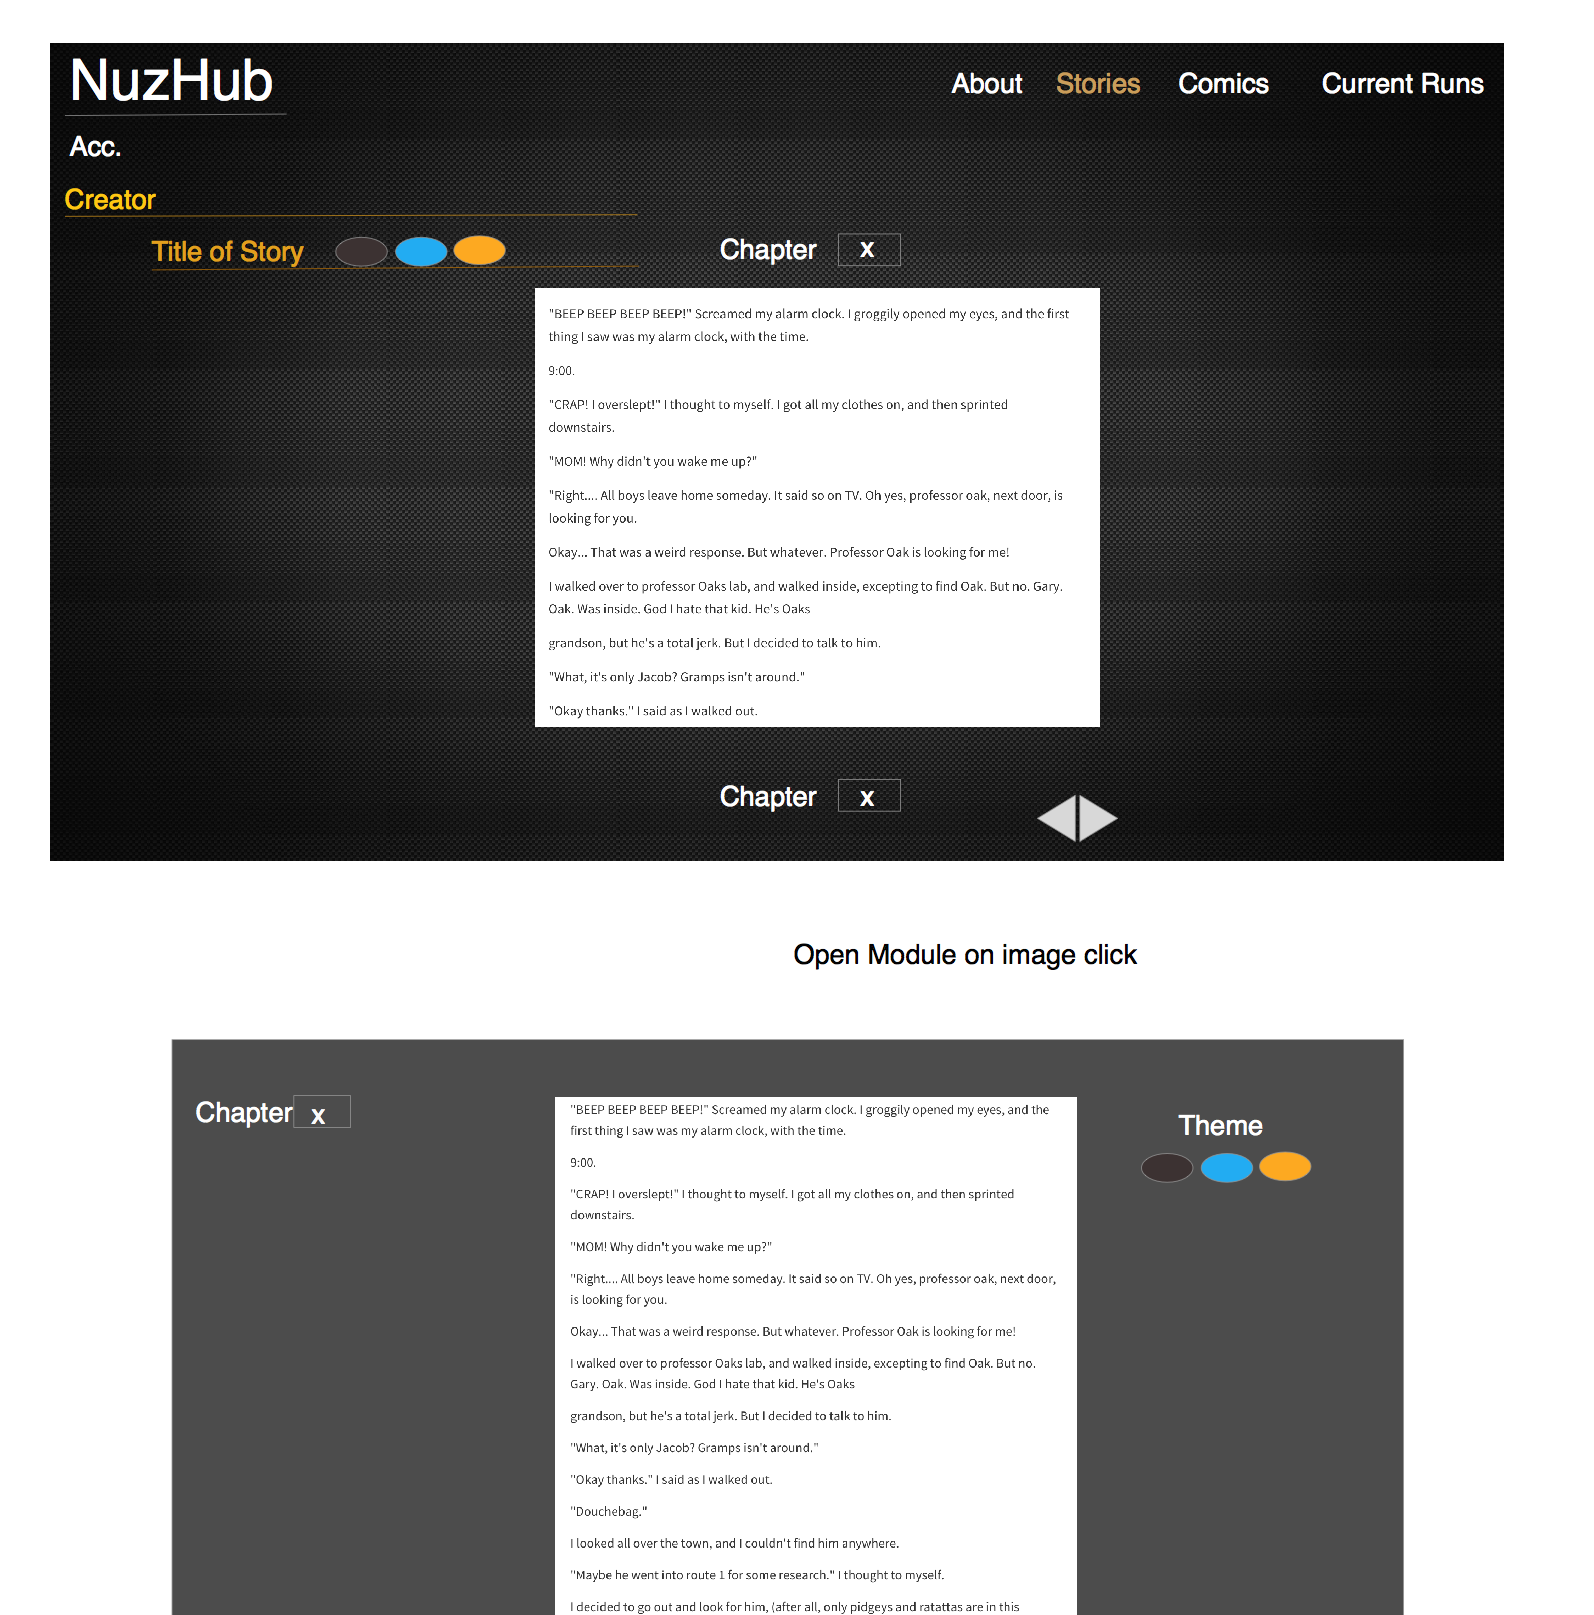 NuzHub
About Stories Comics Current Runs
Acc.
Creator
Title of Story
Chapter x
"BEEP BEEP BEEP BEEP!" Screamed my alarm clock. I groggily opened my eyes, and the first
thing I saw was my alarm clock, with the time.
9:00.
"CRAP! I overslept!" I thought to myself. I got all my clothes on, and then sprinted
downstairs.
"MOM! Why didn't you wake me up?"
"Right.... All boys leave home someday. It said so on TV. Oh yes, professor oak, next door, is
looking for you.
Okay... That was a weird response. But whatever. Professor Oak is looking for me!
I walked over to professor Oaks lab, and walked inside, excepting to find Oak. But no. Gary.
Oak. Was inside. God I hate that kid. He's Oaks
grandson, but he's a total jerk. But I decided to talk to him.
"What, it's only Jacob? Gramps isn't around."
"Okay thanks." I said as I walked out.
Chapter x
Open Module on image click
Chapter x
Theme
"BEEP BEEP BEEP BEEP!" Screamed my alarm clock. I groggily opened my eyes, and the
first thing I saw was my alarm clock, with the time.
9:00.
"CRAP! I overslept!" I thought to myself. I got all my clothes on, and then sprinted
downstairs.
"MOM! Why didn't you wake me up?"
"Right.... All boys leave home someday. It said so on TV. Oh yes, professor oak, next door,
is looking for you.
Okay... That was a weird response. But whatever. Professor Oak is looking for me!
I walked over to professor Oaks lab, and walked inside, excepting to find Oak. But no.
Gary. Oak. Was inside. God I hate that kid. He's Oaks
grandson, but he's a total jerk. But I decided to talk to him.
"What, it's only Jacob? Gramps isn't around."
"Okay thanks." I said as I walked out.
"Douchebag."
I looked all over the town, and I couldn't find him anywhere.
"Maybe he went into route 1 for some research." I thought to myself.
I decided to go out and look for him, (after all, only pidgeys and ratattas are in this